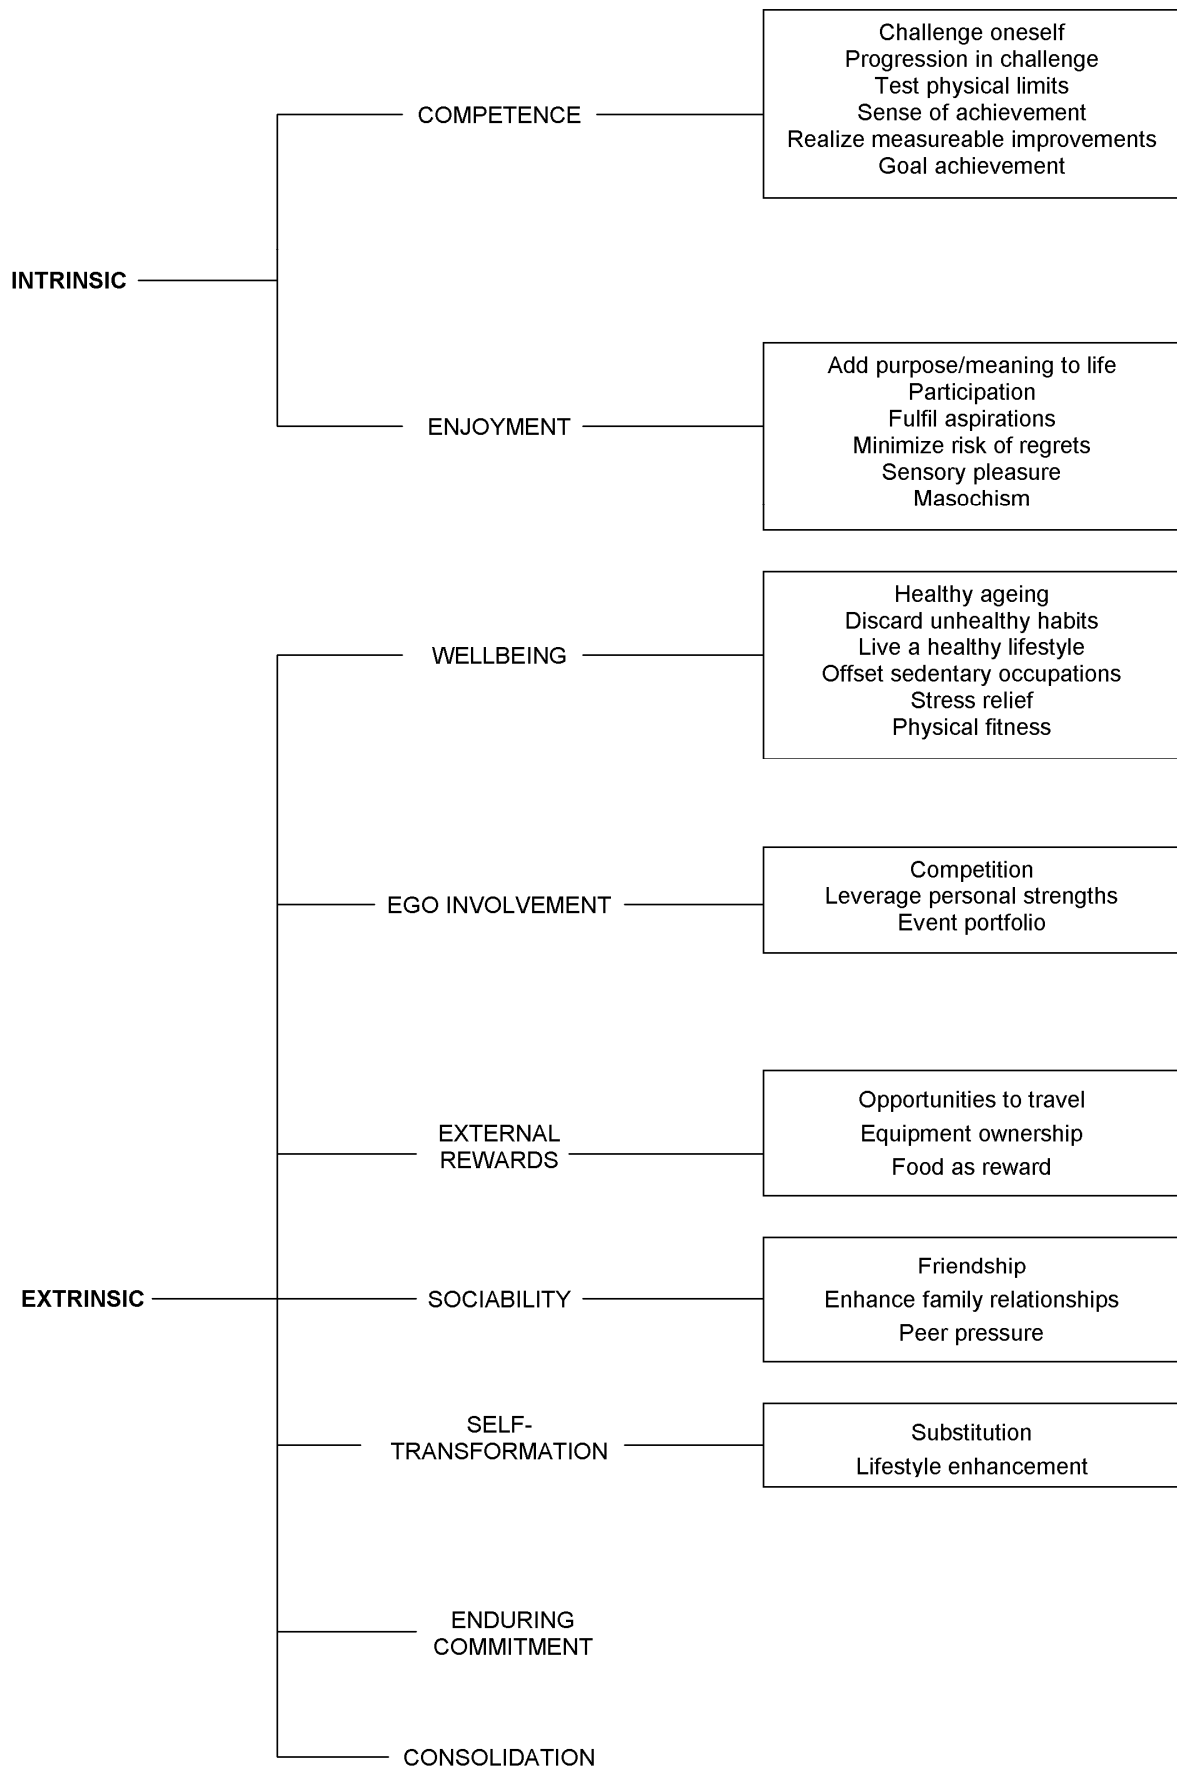 INTRINSIC
COMPETENCE
Challenge oneself
Progression in challenge
Test physical limits
Sense of achievement
Realize measureable improvements
Goal achievement
ENJOYMENT
Add purpose/meaning to life
Participation
Fulfil aspirations
Minimize risk of regrets
Sensory pleasure
Masochism
EXTRINSIC
WELLBEING
Healthy ageing
Discard unhealthy habits
Live a healthy lifestyle
Offset sedentary occupations
Stress relief
Physical fitness
EGO INVOLVEMENT
Competition
Leverage personal strengths
Event portfolio
EXTERNAL
REWARDS
Opportunities to travel
Equipment ownership
Food as reward
SOCIABILITY
Friendship
Enhance family relationships
Peer pressure
SELF-
TRANSFORMATION
Substitution
Lifestyle enhancement
ENDURING
COMMITMENT
CONSOLIDATION